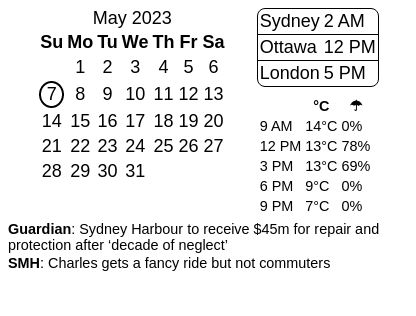 May 2023
Su Mo Tu We Th Fr Sa
1 2 3 4 5 6
7 8 9 10 11 12 13
14 15 16 17 18 19 20
21 22 23 24 25 26 27
28 29 30 31
Sydney 2 AM
Ottawa 12 PM
London 5 PM
°C ☂
9 AM 14°C 0%
12 PM 13°C 78%
3 PM 13°C 69%
6 PM 9°C 0%
9 PM 7°C 0%
Guardian: Sydney Harbour to receive $45m for repair and
protection after ‘decade of neglect’
SMH: Charles gets a fancy ride but not commuters